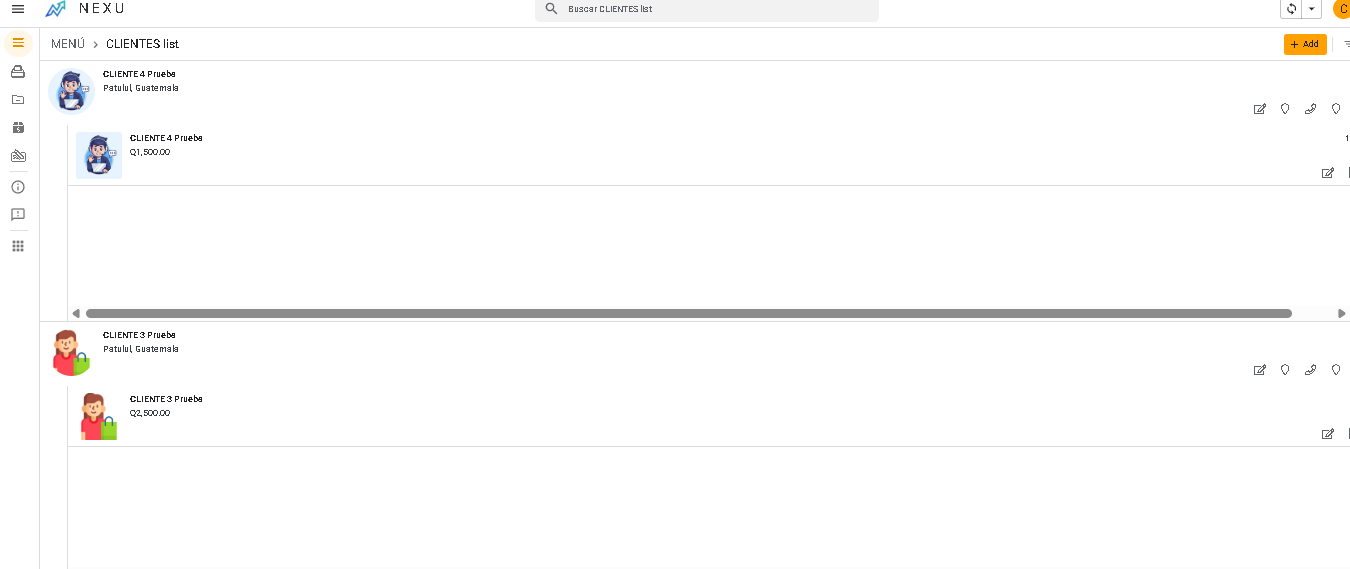 NEXU
Buscar CLIENTES list
C
MENÚ > CLIENTES list
+ Add
CLIENTE 4 Prueba
Patulul, Guatemala
CLIENTE 4 Prueba
Q1,500.00
1
CLIENTE 3 Prueba
Patulul, Guatemala
CLIENTE 3 Prueba
Q2,500.00